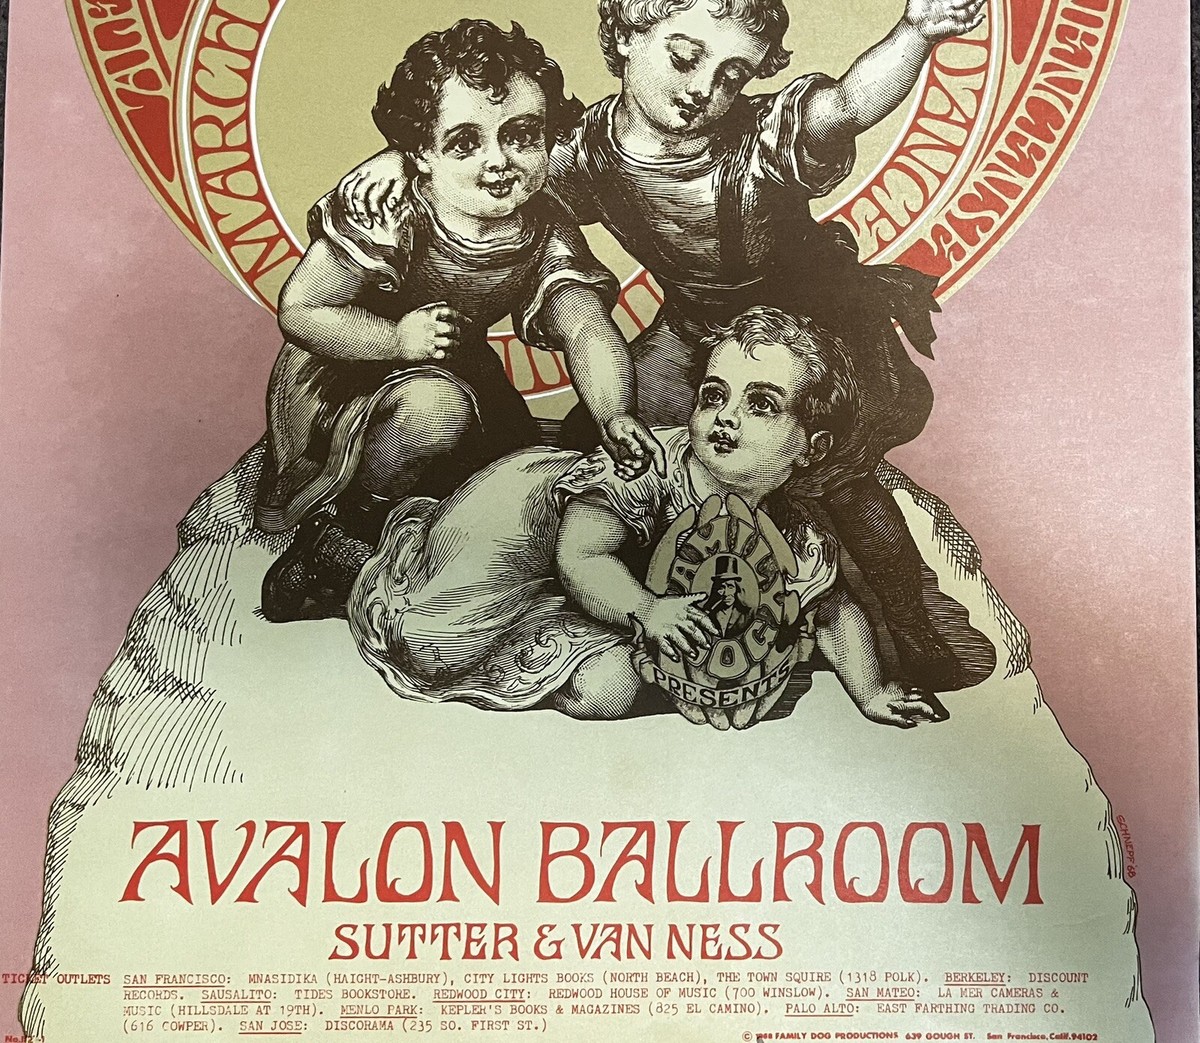 MARCH
AVALON BALLROOM
SUTTER & VAN NESS
FAMILY
DOG
PRESENTS
SCHNEPF 68
TICKET OUTLETS SAN FRANCISCO: MNASIDIKA (HAIGHT-ASHBURY), CITY LIGHTS BOOKS (NORTH BEACH), THE TOWN SQUIRE (1318 POLK). BERKELEY: DISCOUNT
RECORDS. SAUSALITO: TIDES BOOKSTORE. REDWOOD CITY: REDWOOD HOUSE OF MUSIC (700 WINSLOW). SAN MATEO: LA MER CAMERAS &
MUSIC (HILLSDALE AT 19TH). MENLO PARK: KEPLER'S BOOKS & MAGAZINES (825 EL CAMINO). PALO ALTO: EAST FARTHING TRADING CO.
(616 COWPER). SAN JOSE: DISCORAMA (235 SO. FIRST ST.)
© 1968 FAMILY DOG PRODUCTIONS 639 GOUGH ST. San Francisco, Calif. 94102